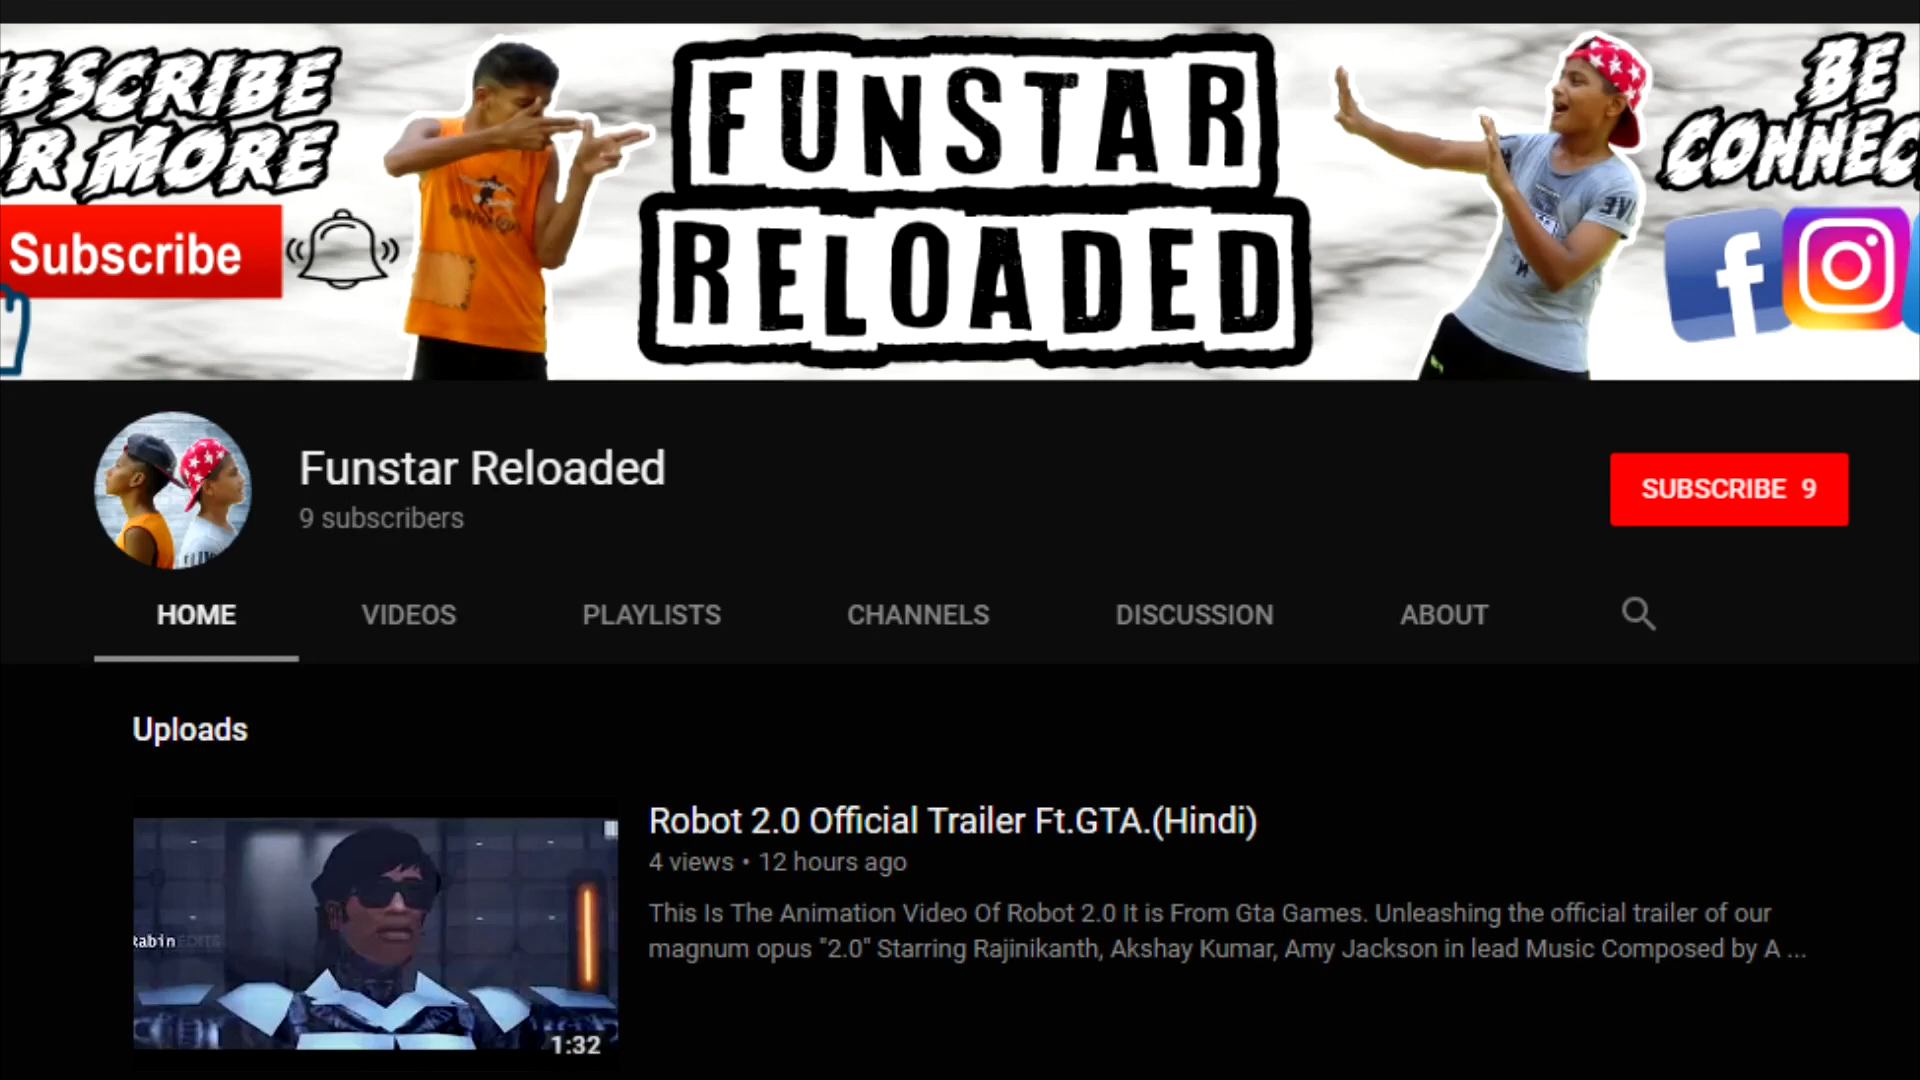 BSCRIBE
R MORE
Subscribe
FUNSTAR
RELOADED
BE
CONNEC
Funstar Reloaded
9 subscribers
SUBSCRIBE 9
HOME VIDEOS PLAYLISTS CHANNELS DISCUSSION ABOUT
Uploads
Robot 2.0 Official Trailer Ft.GTA.(Hindi)
4 views • 12 hours ago
This Is The Animation Video Of Robot 2.0 It is From Gta Games. Unleashing the official trailer of our
magnum opus "2.0" Starring Rajinikanth, Akshay Kumar, Amy Jackson in lead Music Composed by A ...
abin EDITS
1:32